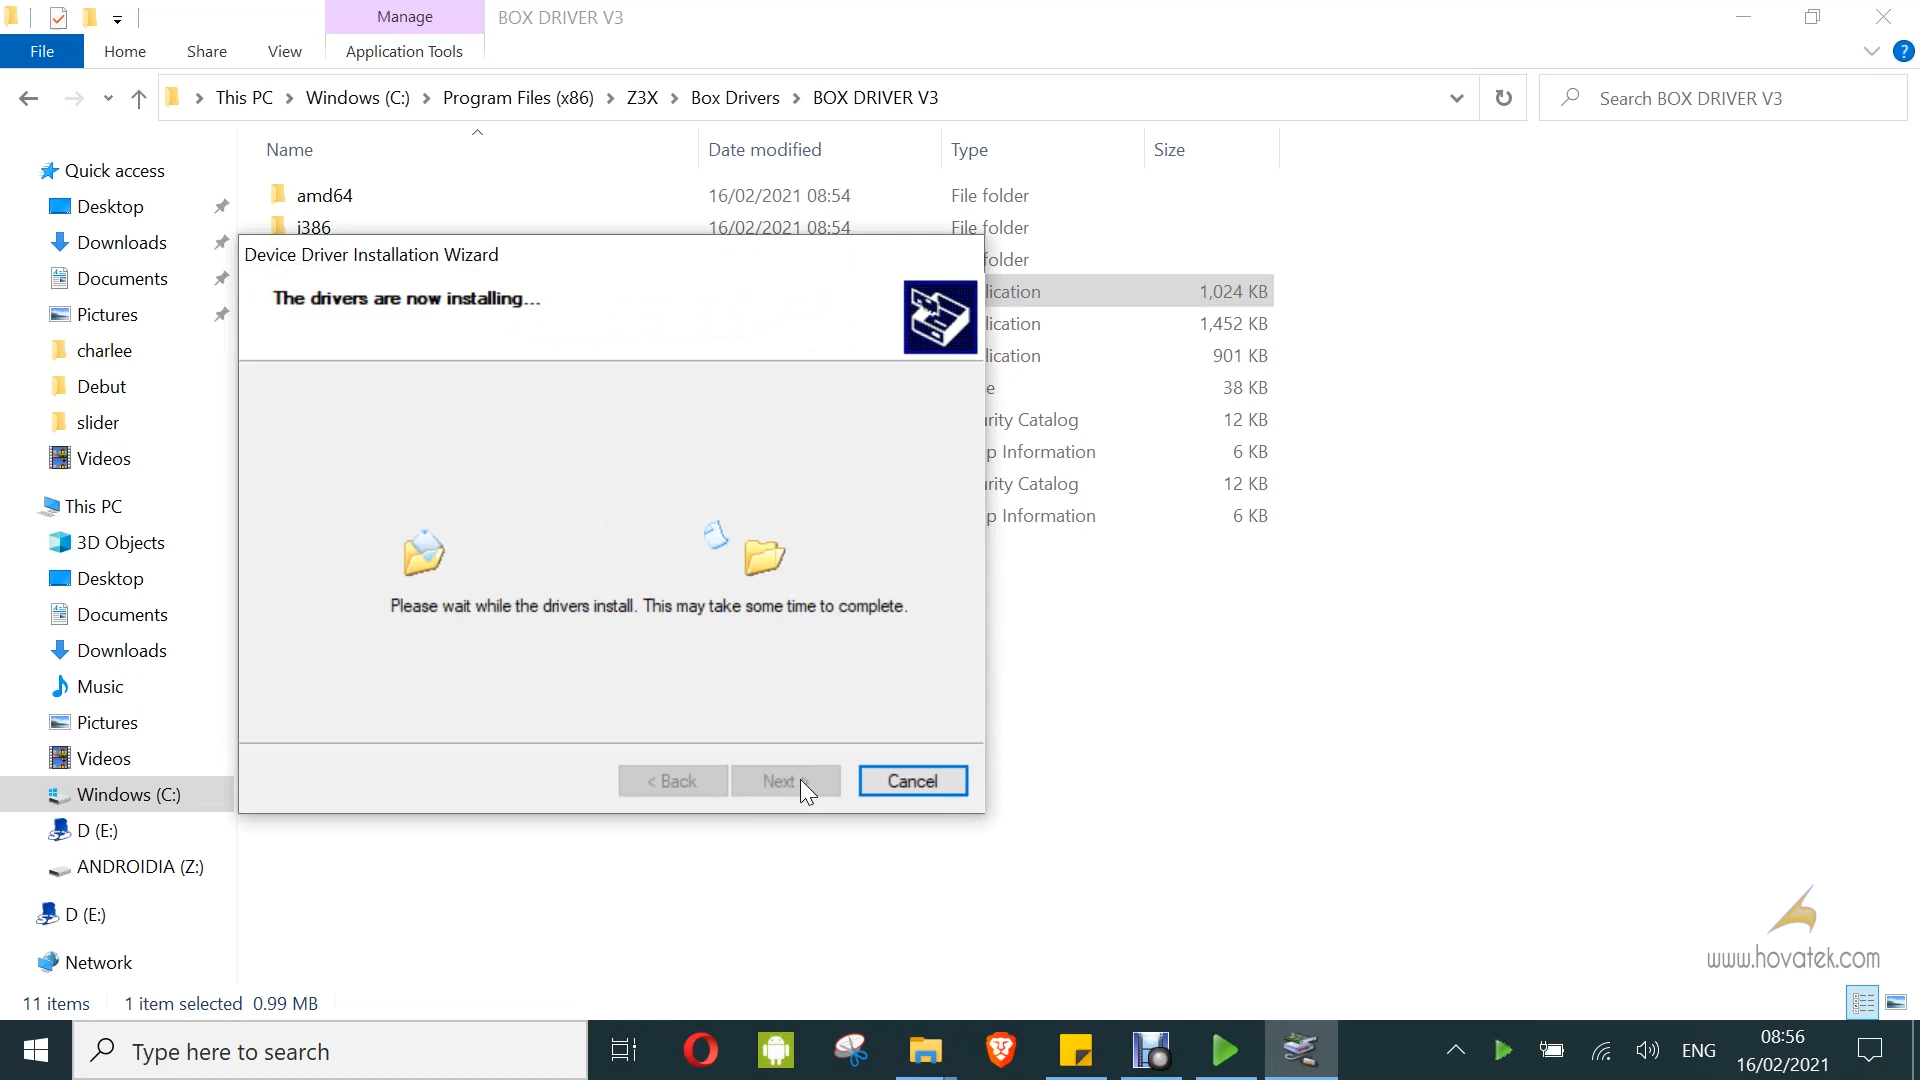 Manage
BOX DRIVER V3
File
Home
Share
View
Application Tools
This PC
Windows (C:)
Program Files (x86)
Z3X
Box Drivers
BOX DRIVER V3
Search BOX DRIVER V3
Name
Date modified
Type
Size
Quick access
Desktop
Downloads
Documents
Pictures
charlee
Debut
slider
Videos
This PC
3D Objects
Desktop
Documents
Downloads
Music
Pictures
Videos
Windows (C:)
D (E:)
ANDROIDIA (Z:)
D (E:)
Network
amd64 16/02/2021 08:54 File folder
i386 16/02/2021 08:54 File folder
folder
lication 1,024 KB
lication 1,452 KB
lication 901 KB
e 38 KB
urity Catalog 12 KB
p Information 6 KB
urity Catalog 12 KB
p Information 6 KB
Device Driver Installation Wizard
The drivers are now installing...
Please wait while the drivers install. This may take some time to complete.
< Back
Next
Cancel
www.hovatek.com
11 items
1 item selected 0.99 MB
Type here to search
ENG
08:56
16/02/2021